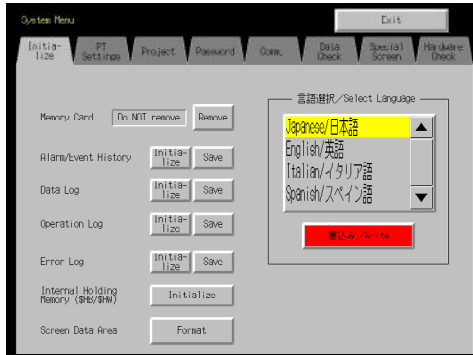 System Menu
Exit
Initia-
lize
PT
Settings
Project
Password
Comm.
Data
Check
Special
Screen
Hardware
Check
Memory Card
Do NOT remove
Remove
Alarm/Event History
Initia-
lize
Save
Data Log
Initia-
lize
Save
Operation Log
Initia-
lize
Save
Error Log
Initia-
lize
Save
Internal Holding
Memory ($HB/$HW)
Initialize
Screen Data Area
Format
言語選択/Select Language
Japanese/日本語
English/英語
Italian/イタリア語
Spanish/スペイン語
書込み/Write